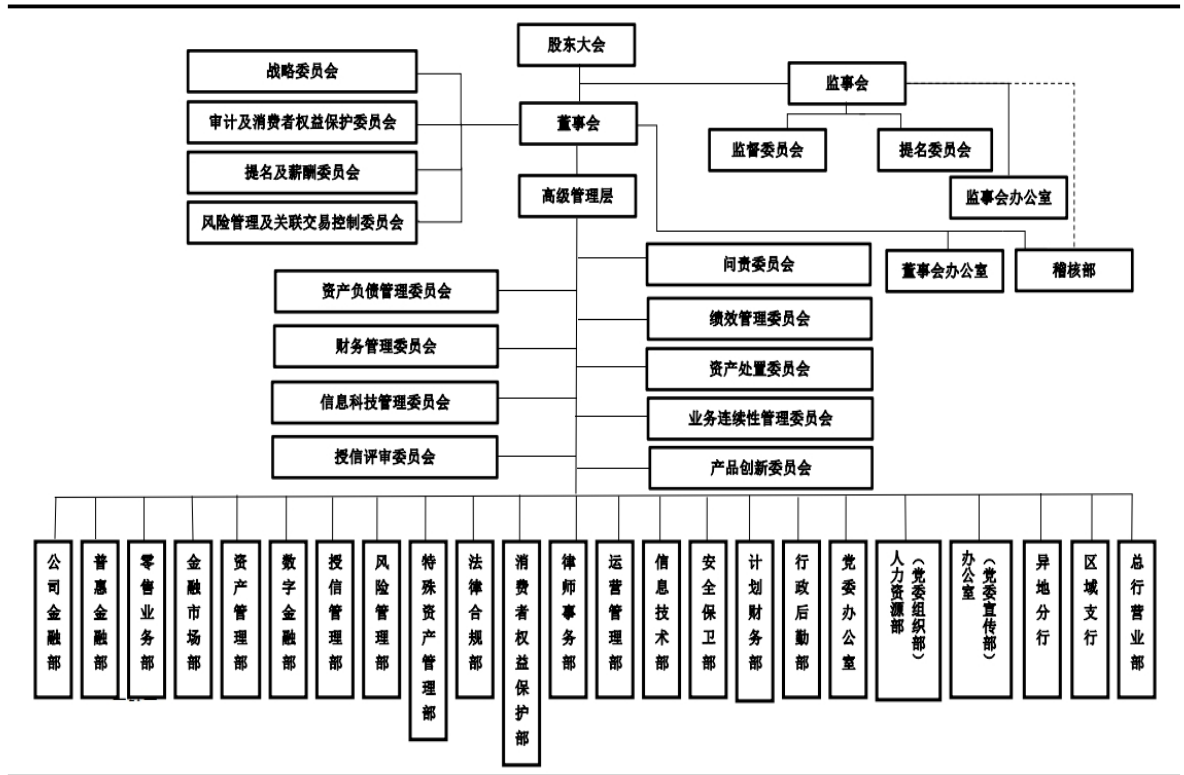 股东大会
战略委员会
监事会
审计及消费者权益保护委员会
董事会
监督委员会
提名委员会
提名及薪酬委员会
高级管理层
监事会办公室
风险管理及关联交易控制委员会
问责委员会
董事会办公室
稽核部
资产负债管理委员会
绩效管理委员会
财务管理委员会
资产处置委员会
信息科技管理委员会
业务连续性管理委员会
授信评审委员会
产品创新委员会
公司金融部
普惠金融部
零售业务部
金融市场部
资产管理部
数字金融部
授信管理部
风险管理部
特殊资产管理部
法律合规部
消费者权益保护部
律师事务部
运营管理部
信息技术部
安全保卫部
计划财务部
行政后勤部
党委办公室
人力资源部
（党委组织部）
办公室
（党委宣传部）
异地分行
区域支行
总行营业部